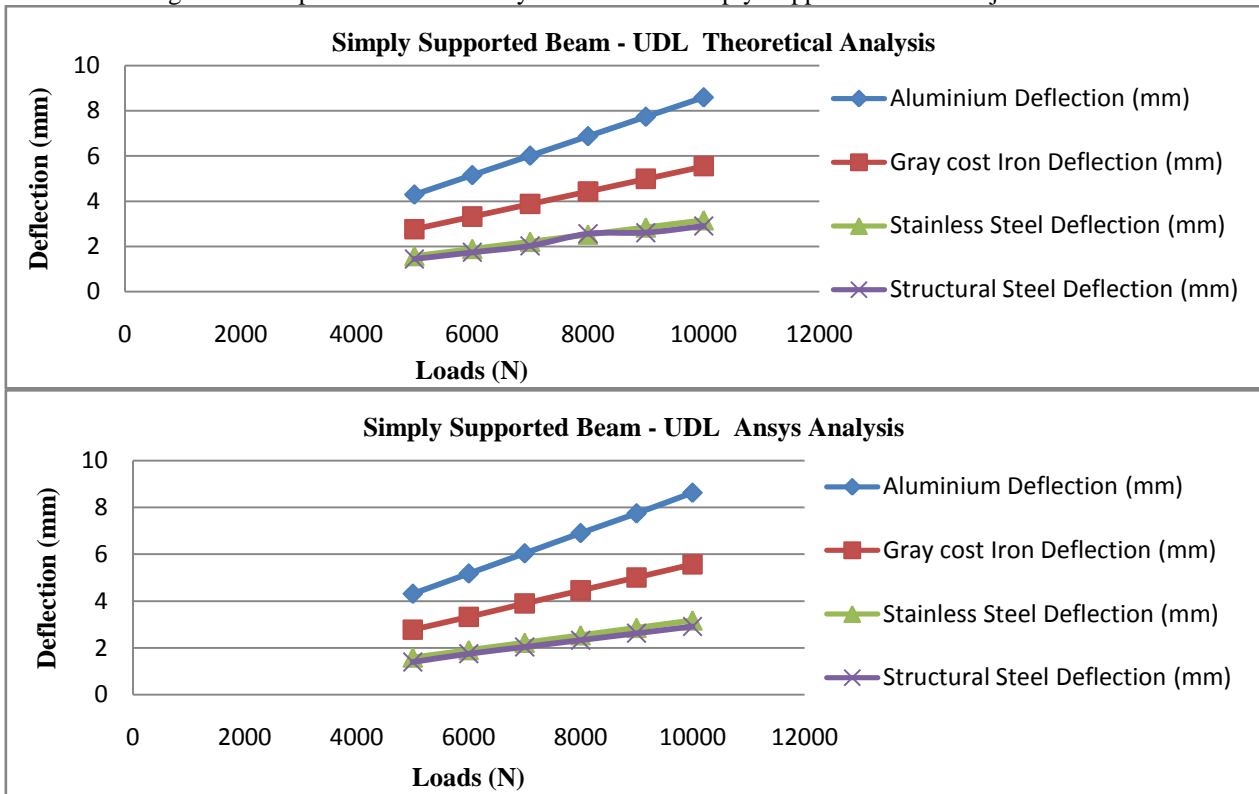 Simply Supported Beam - UDL  Theoretical Analysis
10
8
6
4
2
0
Deflection (mm)
0 2000 4000 6000 8000 10000 12000
Loads (N)
Aluminium Deflection (mm)
Gray cost Iron Deflection (mm)
Stainless Steel Deflection (mm)
Structural Steel Deflection (mm)
Simply Supported Beam - UDL  Ansys Analysis
10
8
6
4
2
0
Deflection (mm)
0 2000 4000 6000 8000 10000 12000
Loads (N)
Aluminium Deflection (mm)
Gray cost Iron Deflection (mm)
Stainless Steel Deflection (mm)
Structural Steel Deflection (mm)